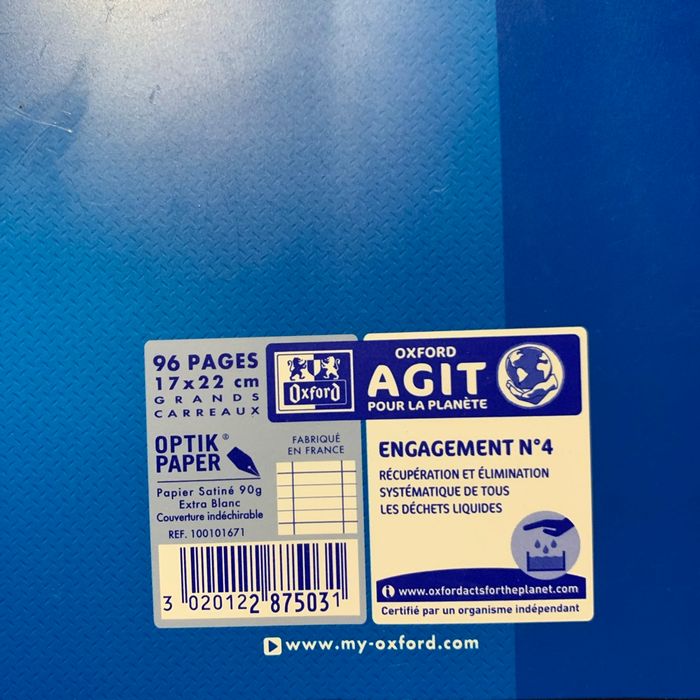 96 PAGES
17 x 22 cm
GRANDS
CARREAUX
Oxford
OPTIK®
PAPER
FABRIQUÉ
EN FRANCE
Papier Satiné 90g
Extra Blanc
Couverture indéchirable
REF. 100101671
3 020122 875031
OXFORD
AGIT
POUR LA PLANÈTE
ENGAGEMENT N°4
RÉCUPÉRATION ET ÉLIMINATION
SYSTÉMATIQUE DE TOUS
LES DÉCHETS LIQUIDES
i www.oxfordactsfortheplanet.com
Certifié par un organisme indépendant
www.my-oxford.com